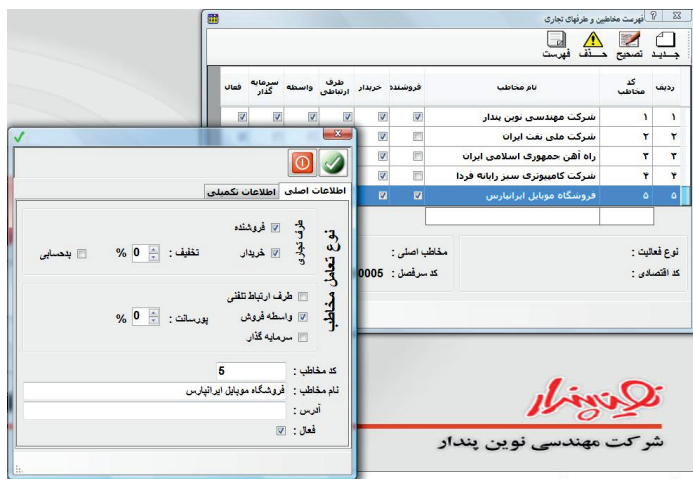 فهرست مخاطبین و طرفهای تجاری
جـــدید تصحیح حـــذف فهرست
ردیف کد مخاطب نام مخاطب فروشنده خریدار طرف ارتباطی واسطه سرمایه گذار فعال
۱ ۱ شرکت مهندسی نوین پندار
۲ ۲ شرکت ملی نفت ایران
۳ ۳ راه آهن جمهوری اسلامی ایران
۴ ۴ شرکت کامپیوتری سبز رایانه فردا
۵ ۵ فروشگاه موبایل ایرانپارس
نوع فعالیت : مخاطب اصلی :
کد اقتصادی : کد سرفصل : 0005
اطلاعات اصلی اطلاعات تکمیلی
نوع تعامل مخاطب
طرف تجاری
فروشنده
خریدار تخفیف : 0 % بدحسابی
طرف ارتباط تلفنی
واسطه فروش پورسانت : 0 %
سرمایه گذار
کد مخاطب : 5
نام مخاطب : فروشگاه موبایل ایرانپارس
آدرس :
فعال :
نوین پندار
شرکت مهندسی نوین پندار